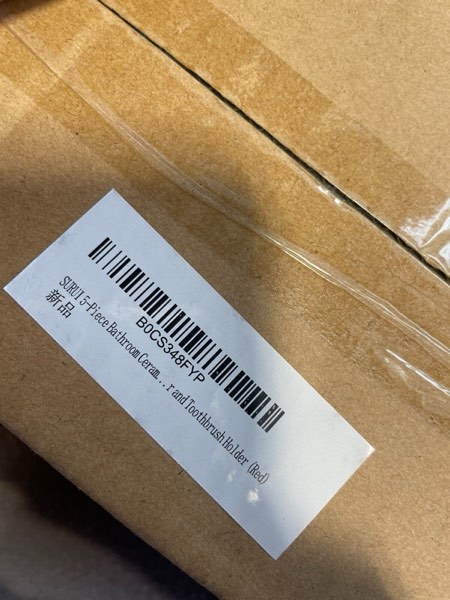 B0CS348FYP
SURUI 5-Piece Bathroom Ceram...r and Toothbrush Holder (Red)
新品